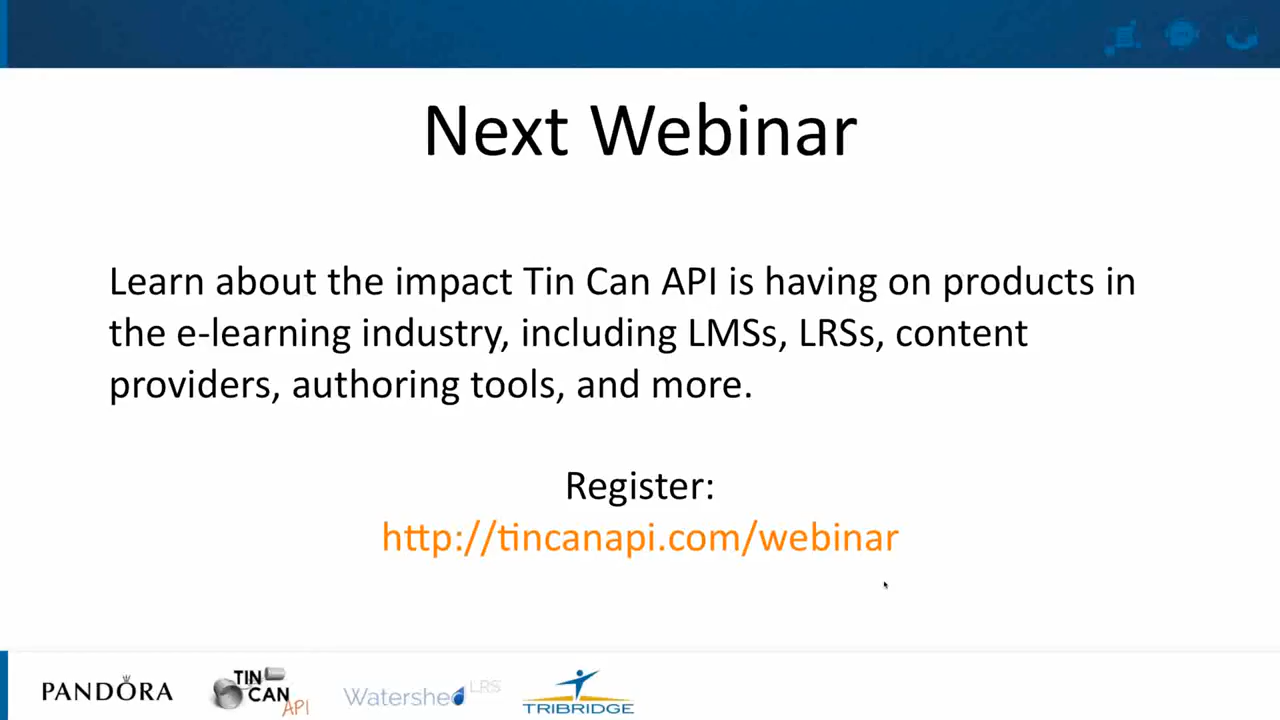 Next Webinar
Learn about the impact Tin Can API is having on products in
the e-learning industry, including LMSs, LRSs, content
providers, authoring tools, and more.
Register:
http://tincanapi.com/webinar
PANDORA
TIN
CAN
API
Watershed LRS
TRIBRIDGE